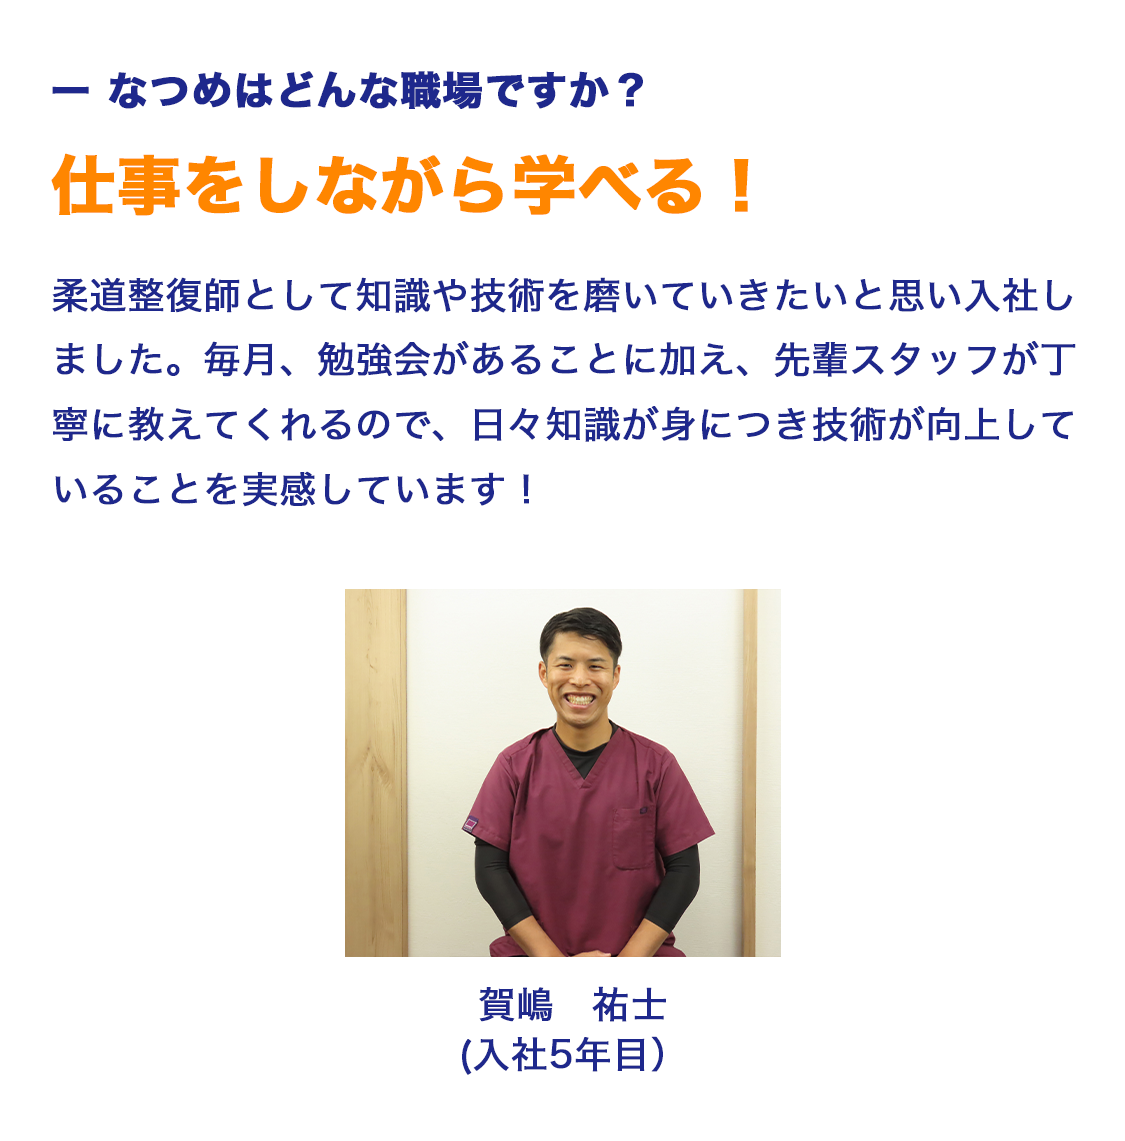 ー なつめはどんな職場ですか？
仕事をしながら学べる！
柔道整復師として知識や技術を磨いていきたいと思い入社し
ました。毎月、勉強会があることに加え、先輩スタッフが丁
寧に教えてくれるので、日々知識が身につき技術が向上して
いることを実感しています！
賀嶋　祐士
(入社5年目）